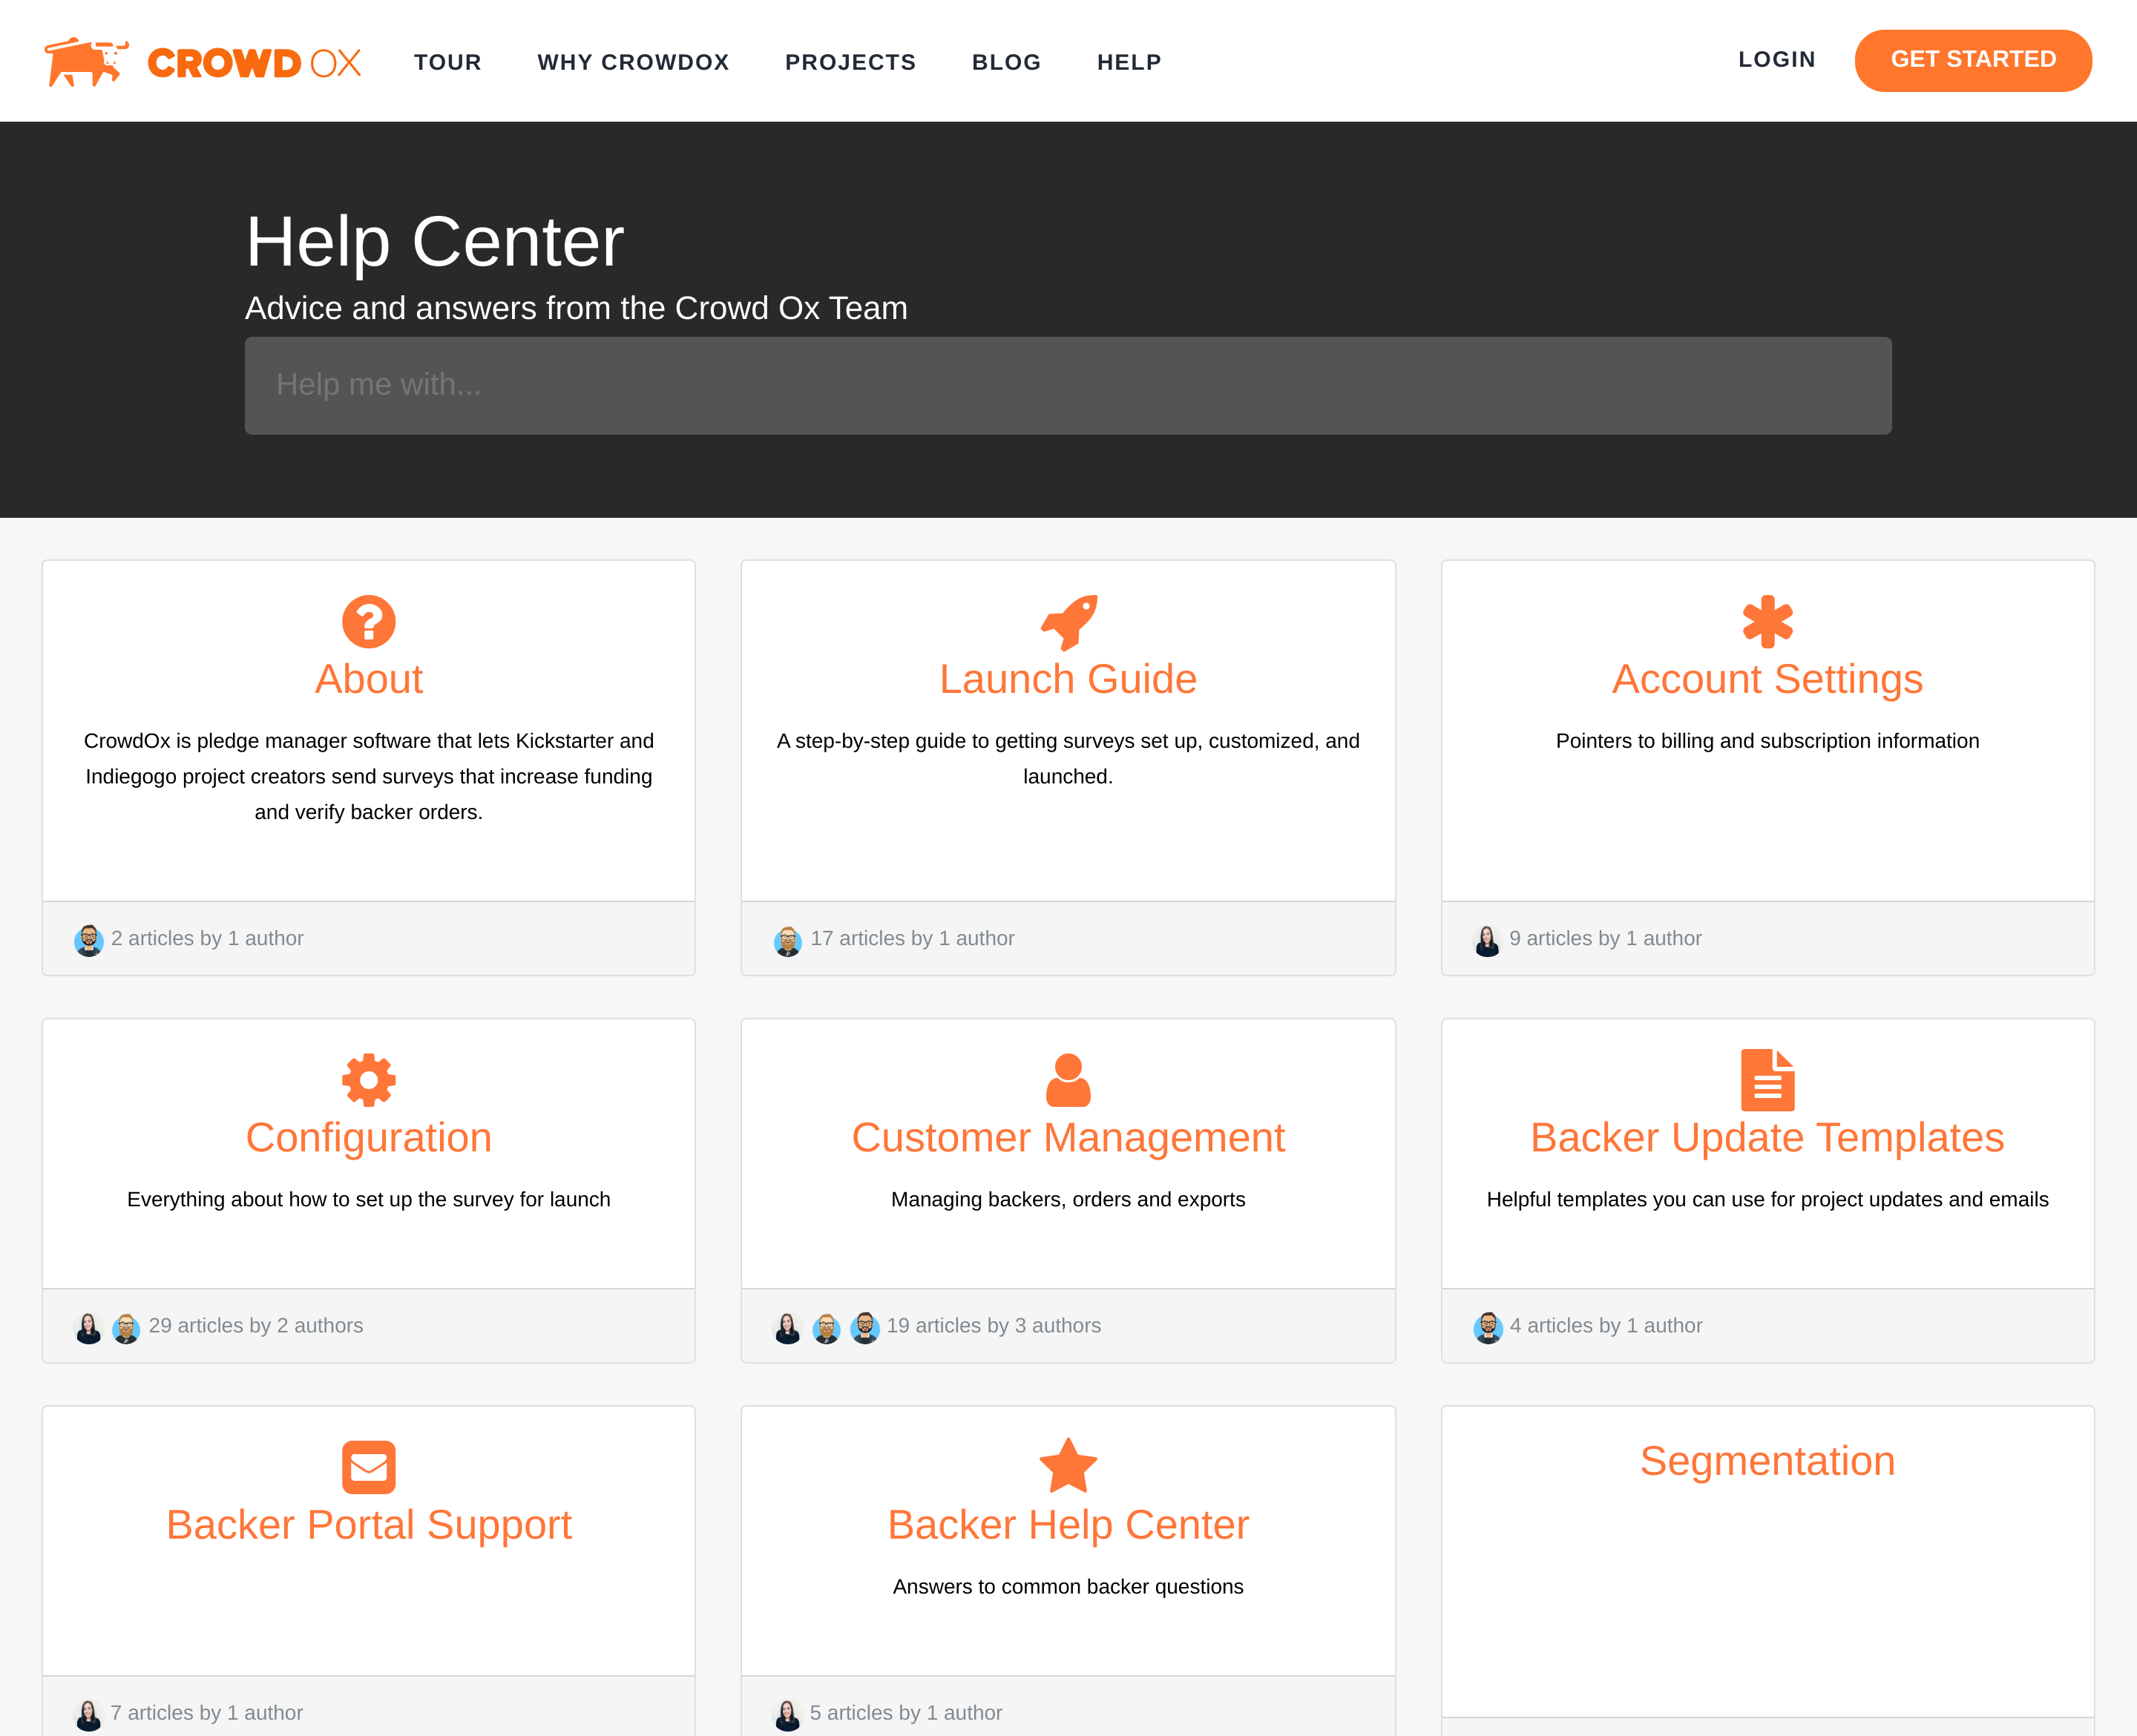 CROWD OX
TOUR
WHY CROWDOX
PROJECTS
BLOG
HELP
LOGIN
GET STARTED
Help Center
Advice and answers from the Crowd Ox Team
Help me with...
About
CrowdOx is pledge manager software that lets Kickstarter and
Indiegogo project creators send surveys that increase funding
and verify backer orders.
2 articles by 1 author
Launch Guide
A step-by-step guide to getting surveys set up, customized, and
launched.
17 articles by 1 author
Account Settings
Pointers to billing and subscription information
9 articles by 1 author
Configuration
Everything about how to set up the survey for launch
29 articles by 2 authors
Customer Management
Managing backers, orders and exports
19 articles by 3 authors
Backer Update Templates
Helpful templates you can use for project updates and emails
4 articles by 1 author
Backer Portal Support
7 articles by 1 author
Backer Help Center
Answers to common backer questions
5 articles by 1 author
Segmentation